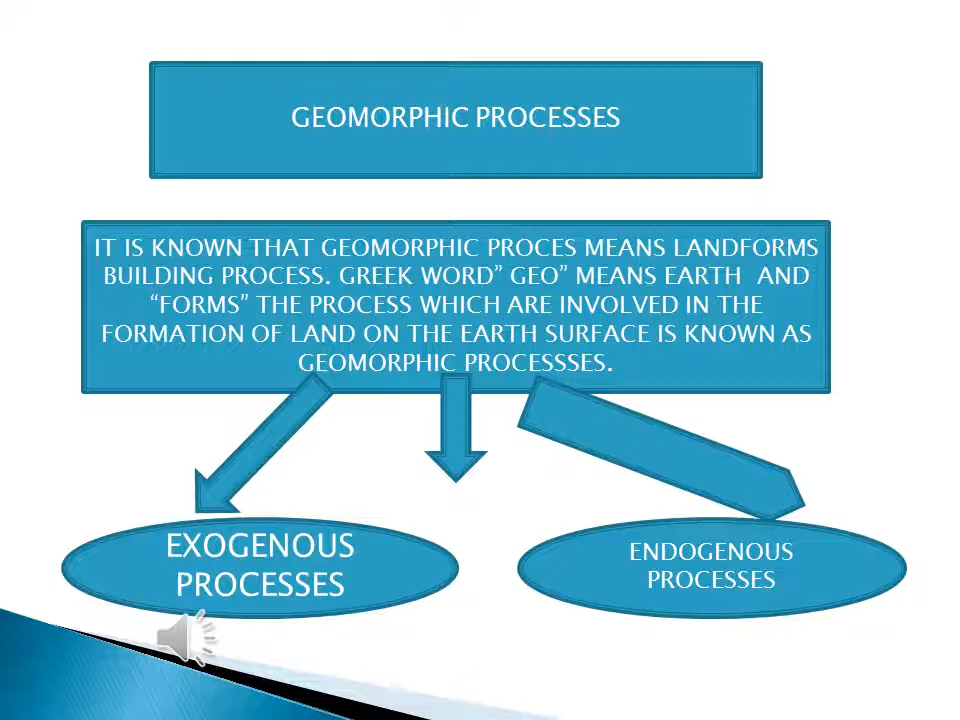 GEOMORPHIC PROCESSES
IT IS KNOWN THAT GEOMORPHIC PROCES MEANS LANDFORMS
BUILDING PROCESS. GREEK WORD” GEO” MEANS EARTH AND
“FORMS” THE PROCESS WHICH ARE INVOLVED IN THE
FORMATION OF LAND ON THE EARTH SURFACE IS KNOWN AS
GEOMORPHIC PROCESSSES.
EXOGENOUS
PROCESSES
ENDOGENOUS
PROCESSES